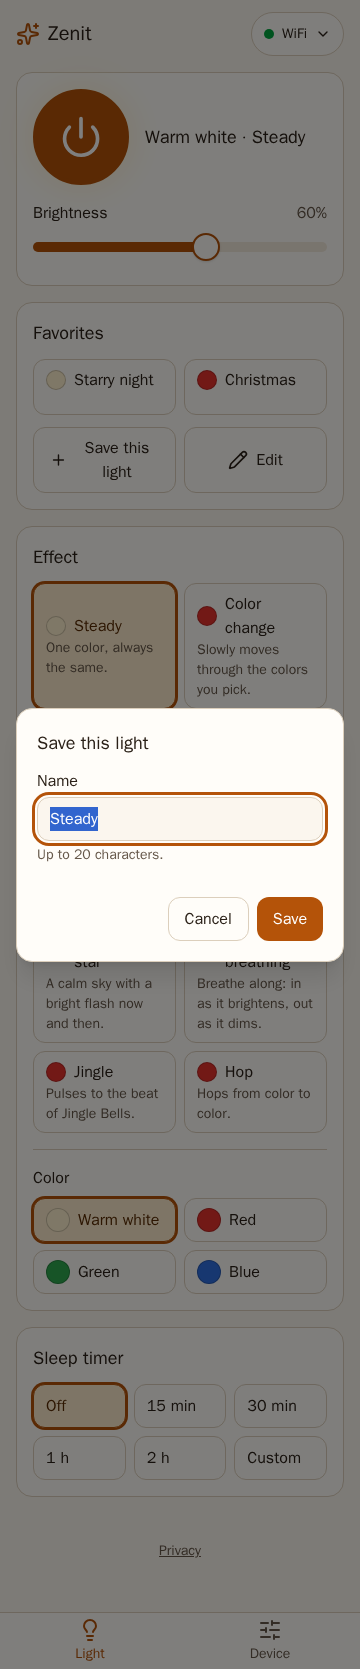 Zenit
WiFi
Warm white · Steady
Brightness
60%
Favorites
Starry night
Christmas
Save this
light
Edit
Effect
Steady
One color, always
the same.
Color
change
Slowly moves
through the colors
you pick.
Save this light
Name
Steady
Up to 20 characters.
Cancel
Save
star
A calm sky with a
bright flash now
and then.
breathing
Breathe along: in
as it brightens, out
as it dims.
Jingle
Pulses to the beat
of Jingle Bells.
Hop
Hops from color to
color.
Color
Warm white
Red
Green
Blue
Sleep timer
Off
15 min
30 min
1 h
2 h
Custom
Privacy
Light
Device